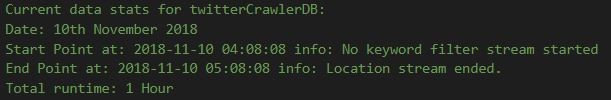 Current data stats for twitterCrawlerDB:
Date: 10th November 2018
Start Point at: 2018-11-10 04:08:08 info: No keyword filter stream started
End Point at: 2018-11-10 05:08:08 info: Location stream ended.
Total runtime: 1 Hour